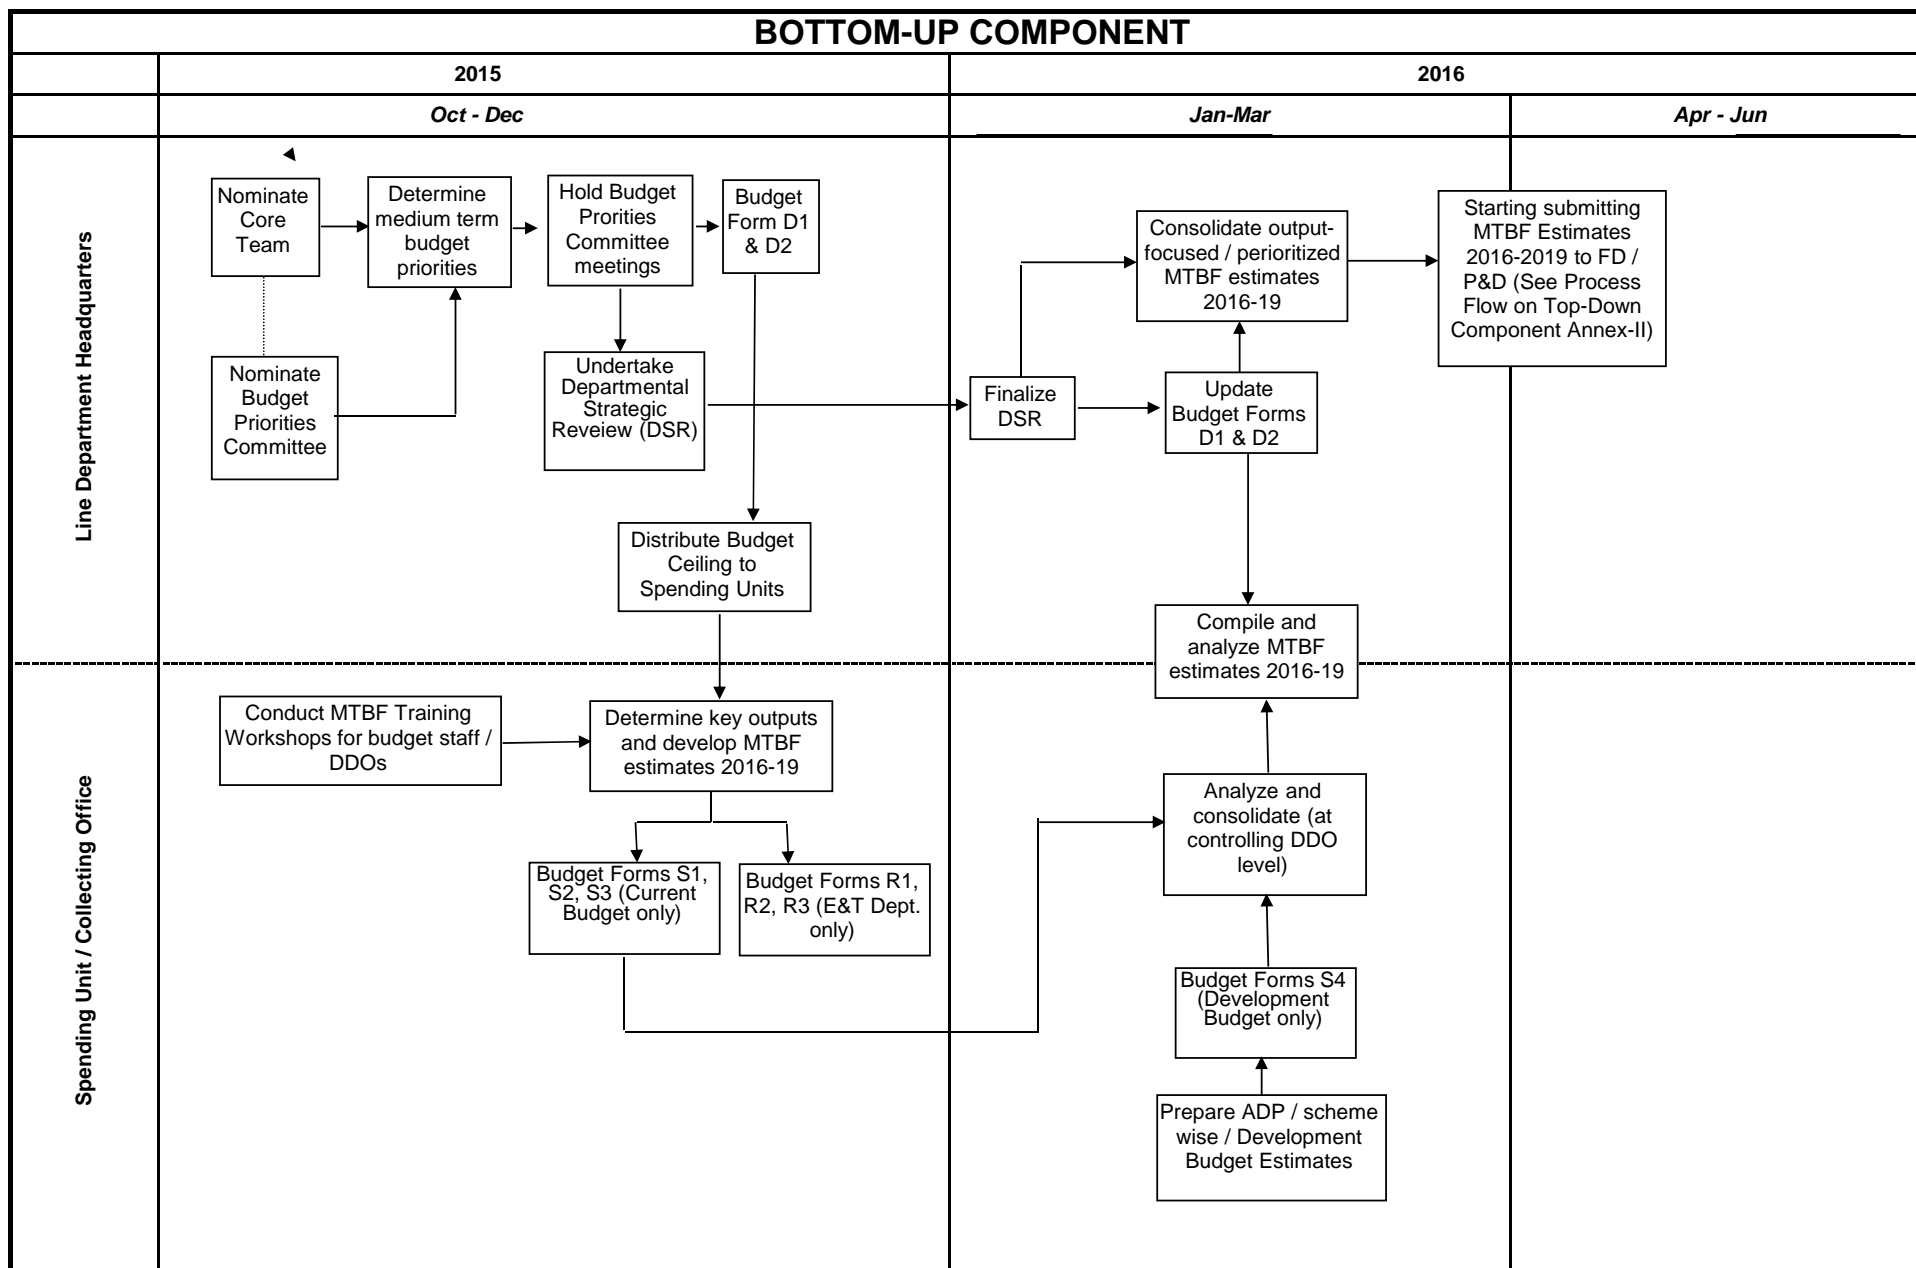 BOTTOM-UP COMPONENT
2015
2016
Oct - Dec
Jan-Mar
Apr - Jun
Line Department Headquarters
Nominate
Core
Team
Determine
medium term
budget
priorities
Hold Budget
Prorities
Committee
meetings
Budget
Form D1
& D2
Nominate
Budget
Priorities
Committee
Undertake
Departmental
Strategic
Reveiew (DSR)
Distribute Budget
Ceiling to
Spending Units
Finalize
DSR
Consolidate output-
focused / perioritized
MTBF estimates
2016-19
Update
Budget Forms
D1 & D2
Starting submitting
MTBF Estimates
2016-2019 to FD /
P&D (See Process
Flow on Top-Down
Component Annex-II)
Compile and
analyze MTBF
estimates 2016-19
Spending Unit / Collecting Office
Conduct MTBF Training
Workshops for budget staff /
DDOs
Determine key outputs
and develop MTBF
estimates 2016-19
Budget Forms S1,
S2, S3 (Current
Budget only)
Budget Forms R1,
R2, R3 (E&T Dept.
only)
Analyze and
consolidate (at
controlling DDO
level)
Budget Forms S4
(Development
Budget only)
Prepare ADP / scheme
wise / Development
Budget Estimates